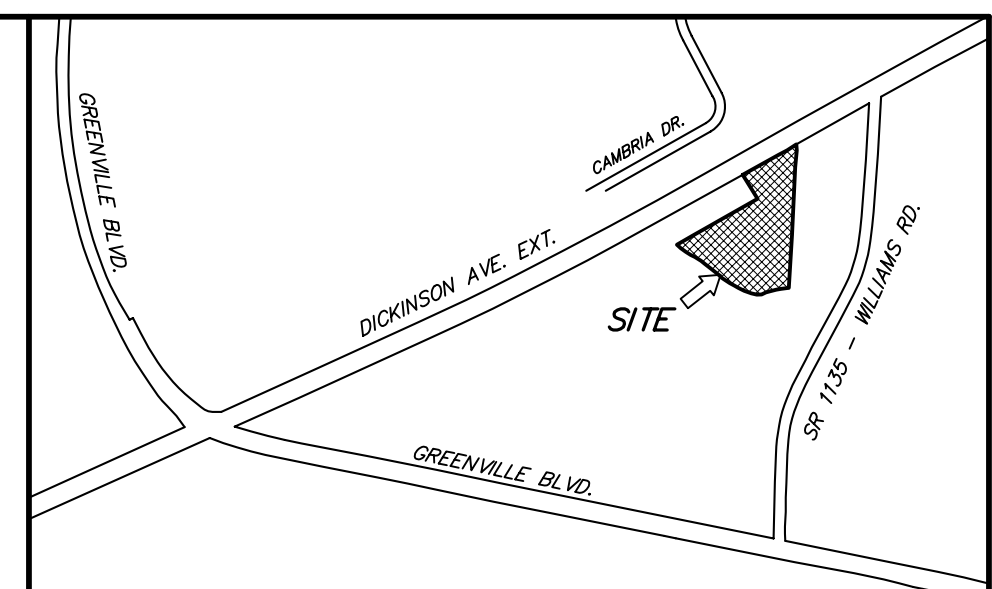 GREENVILLE BLVD.
CAMBRIA DR.
DICKINSON AVE. EXT.
SITE
SR 1135 - WILLIAMS RD.
GREENVILLE BLVD.